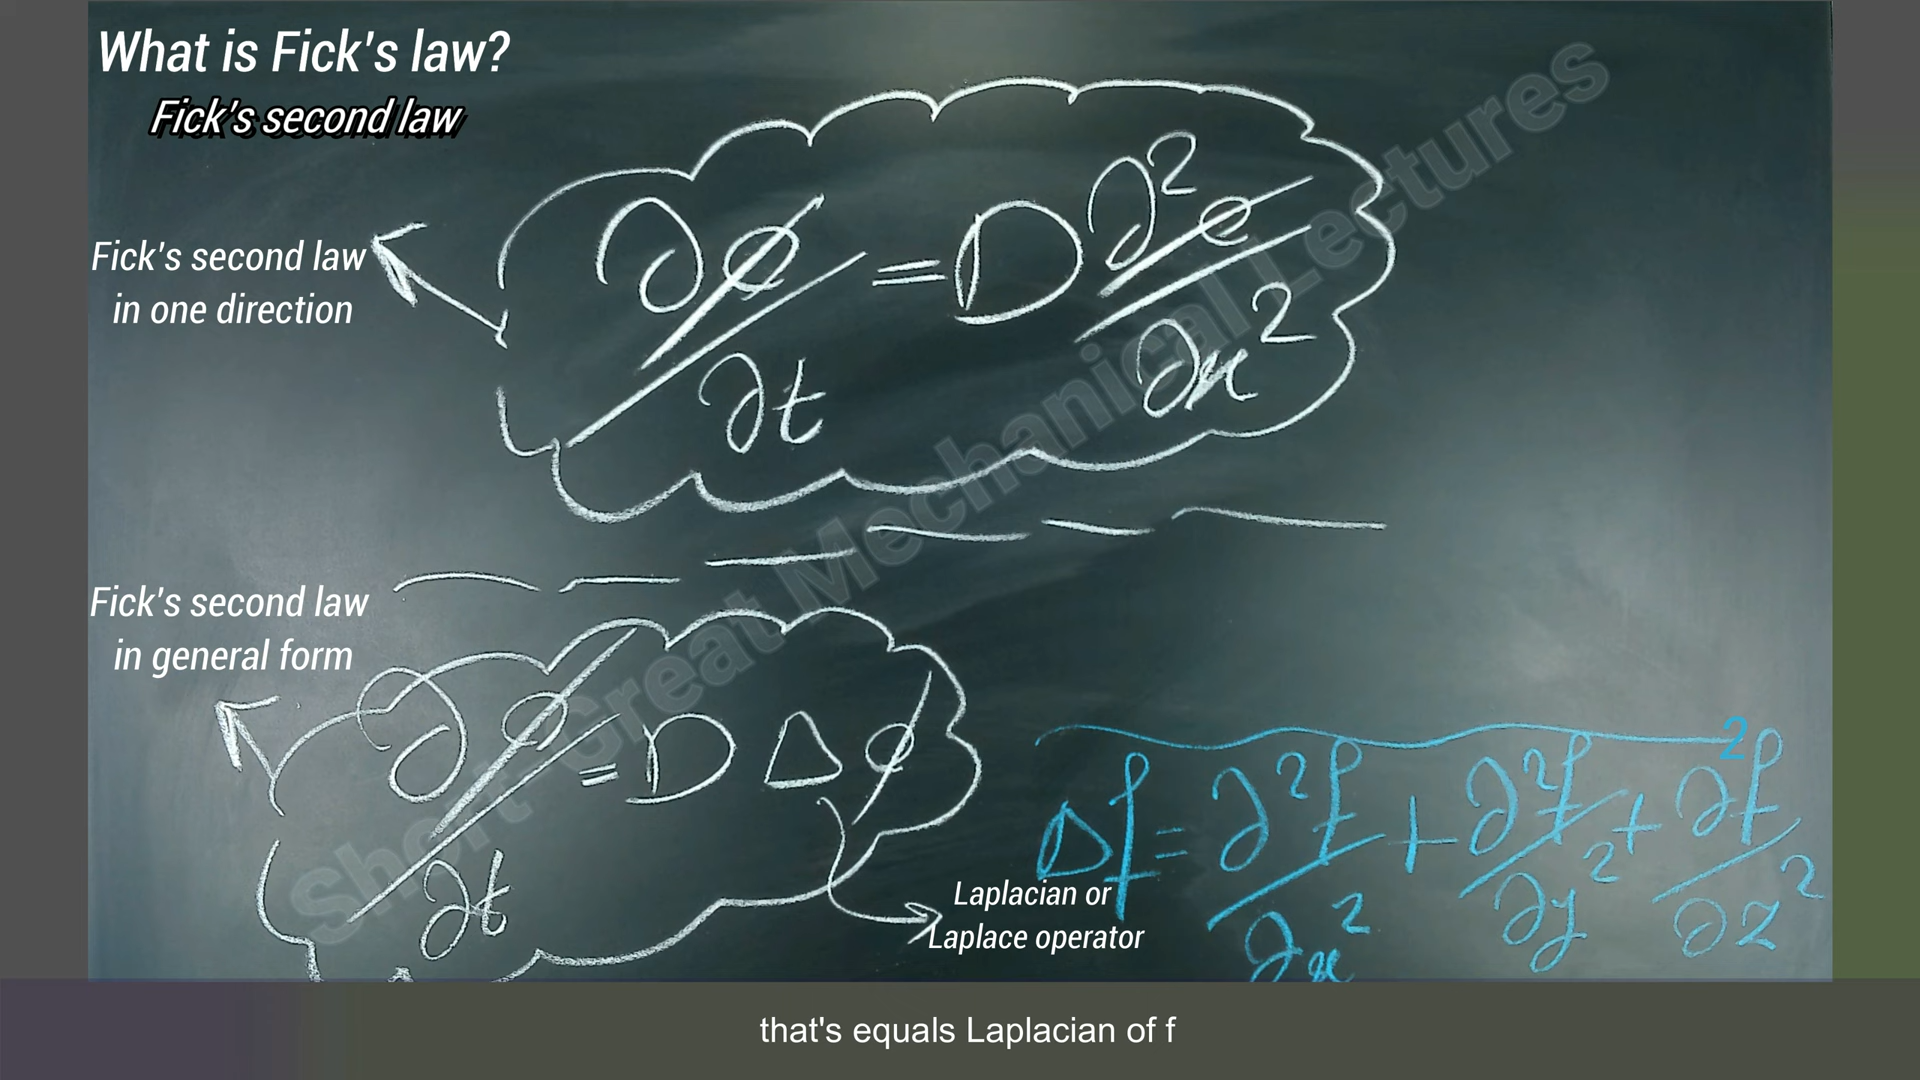 What is Fick's law?
Fick's second law
Fick's second law
in one direction
∂φ/∂t = D ∂²φ/∂x²
Fick's second law
in general form
∂φ/∂t = D Δ φ
Δf = ∂²f/∂x² + ∂²f/∂y² + ∂²f/∂z²
Laplacian or
Laplace operator
Short Great Mechanical Lectures
that's equals Laplacian of f